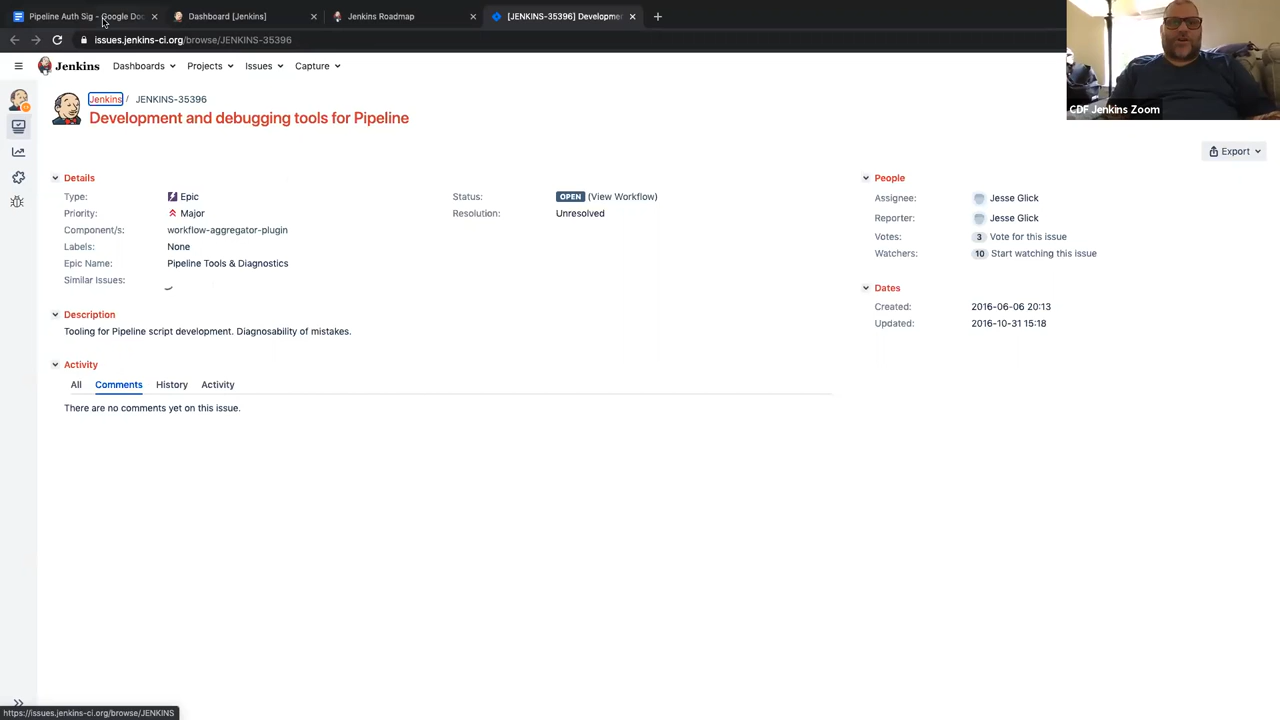 Pipeline Auth Sig - Google Doc
Dashboard [Jenkins]
Jenkins Roadmap
[JENKINS-35396] Developme
issues.jenkins-ci.org/browse/JENKINS-35396
Jenkins
Dashboards
Projects
Issues
Capture
Jenkins / JENKINS-35396
Development and debugging tools for Pipeline
Export
Details
Type: Epic
Status: OPEN (View Workflow)
Priority: Major
Resolution: Unresolved
Component/s: workflow-aggregator-plugin
Labels: None
Epic Name: Pipeline Tools & Diagnostics
Similar Issues:
Description
Tooling for Pipeline script development. Diagnosability of mistakes.
Activity
All Comments History Activity
There are no comments yet on this issue.
People
Assignee: Jesse Glick
Reporter: Jesse Glick
Votes: 3 Vote for this issue
Watchers: 10 Start watching this issue
Dates
Created: 2016-06-06 20:13
Updated: 2016-10-31 15:18
CDF Jenkins Zoom
https://issues.jenkins-ci.org/browse/JENKINS